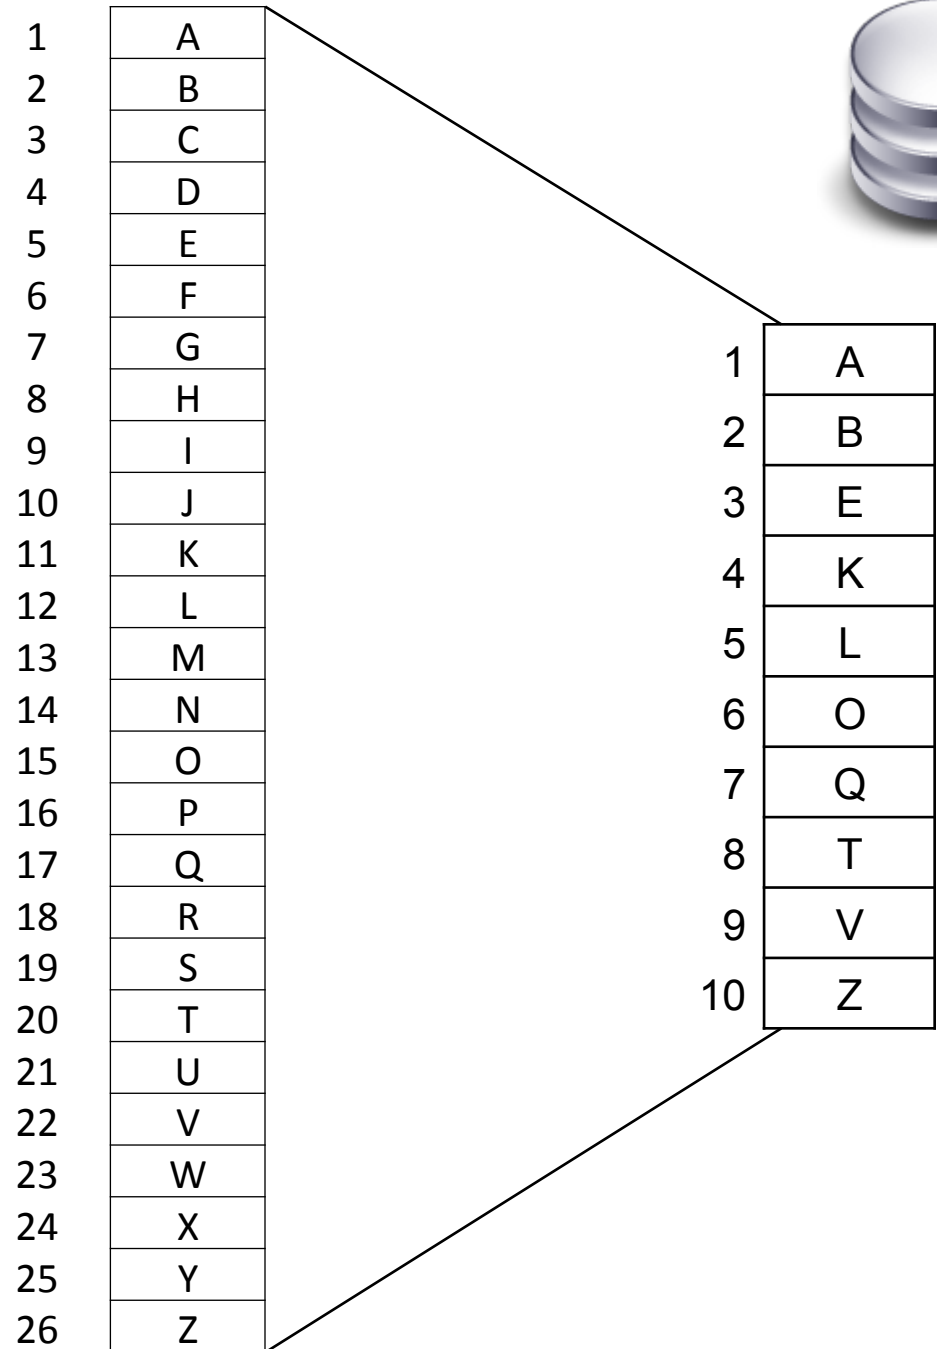 1 A
2 B
3 C
4 D
5 E
6 F
7 G
8 H
9 I
10 J
11 K
12 L
13 M
14 N
15 O
16 P
17 Q
18 R
19 S
20 T
21 U
22 V
23 W
24 X
25 Y
26 Z
1 A
2 B
3 E
4 K
5 L
6 O
7 Q
8 T
9 V
10 Z